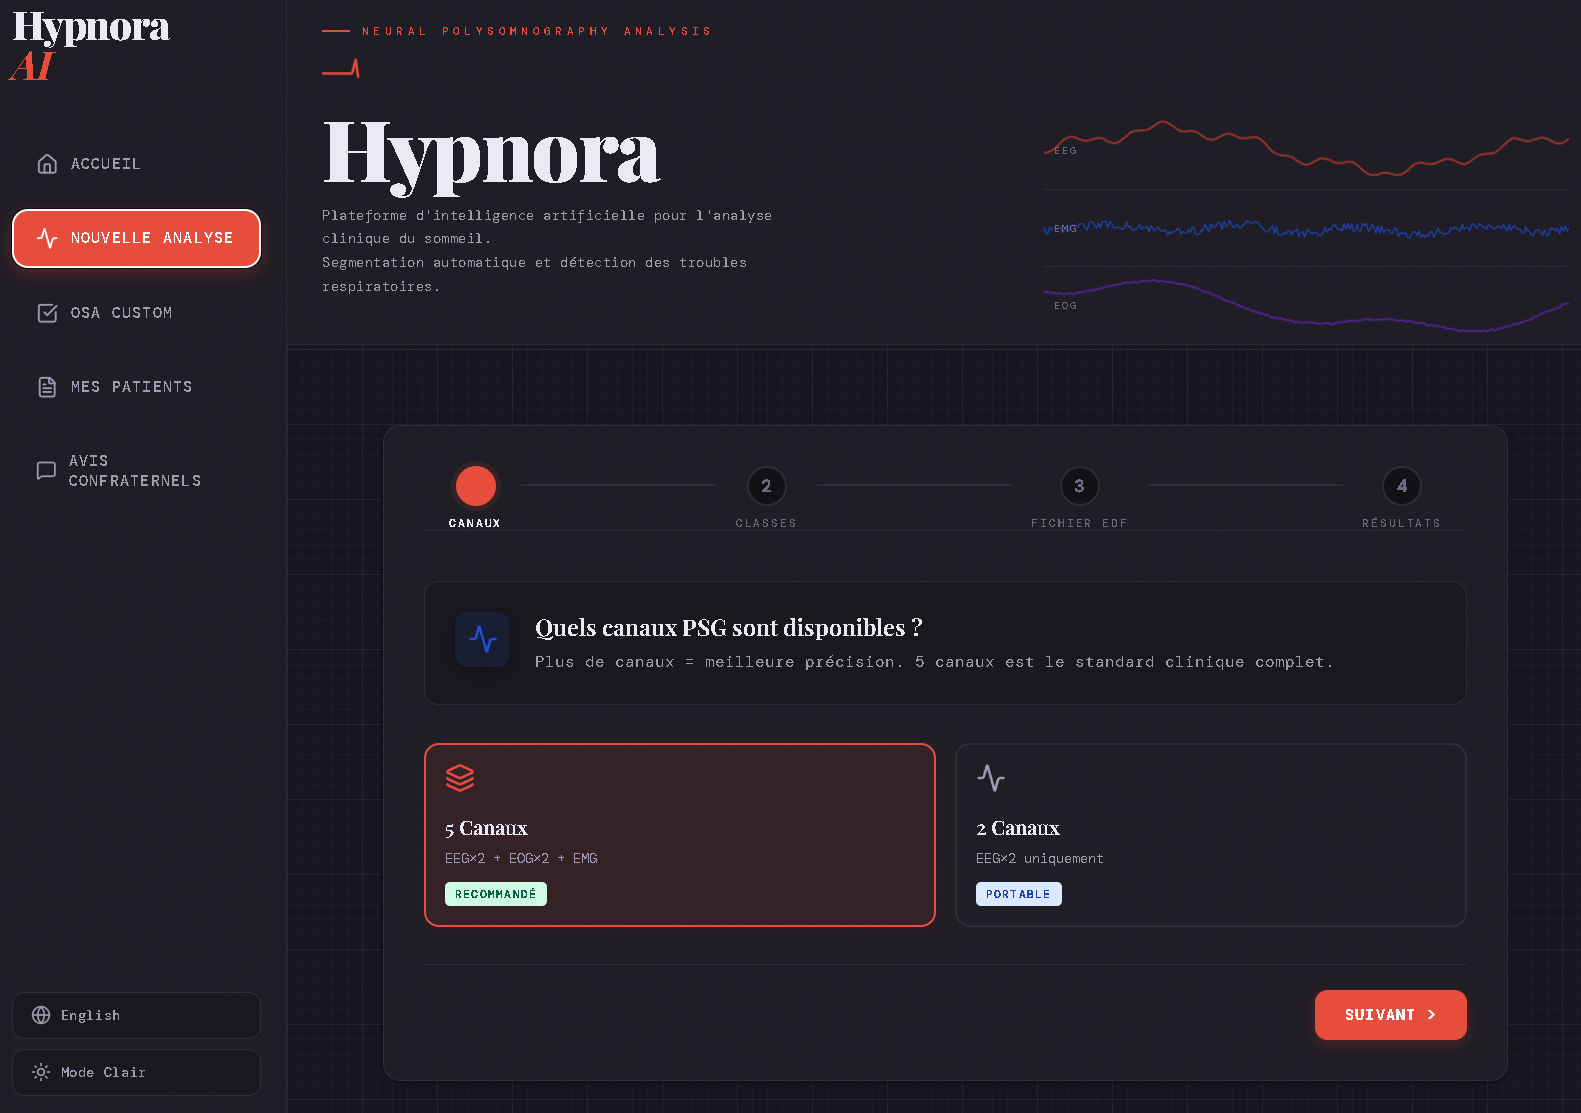 Hypnora
AI
ACCUEIL
NOUVELLE ANALYSE
OSA CUSTOM
MES PATIENTS
AVIS
CONFRATERNELS
English
Mode Clair
NEURAL POLYSOMNOGRAPHY ANALYSIS
Hypnora
Plateforme d'intelligence artificielle pour l'analyse
clinique du sommeil.
Segmentation automatique et détection des troubles
respiratoires.
EEG
EMG
EOG
2
3
4
CANAUX
CLASSES
FICHIER EDF
RÉSULTATS
Quels canaux PSG sont disponibles ?
Plus de canaux = meilleure précision. 5 canaux est le standard clinique complet.
5 Canaux
EEG×2 + EOG×2 + EMG
RECOMMANDÉ
2 Canaux
EEG×2 uniquement
PORTABLE
SUIVANT